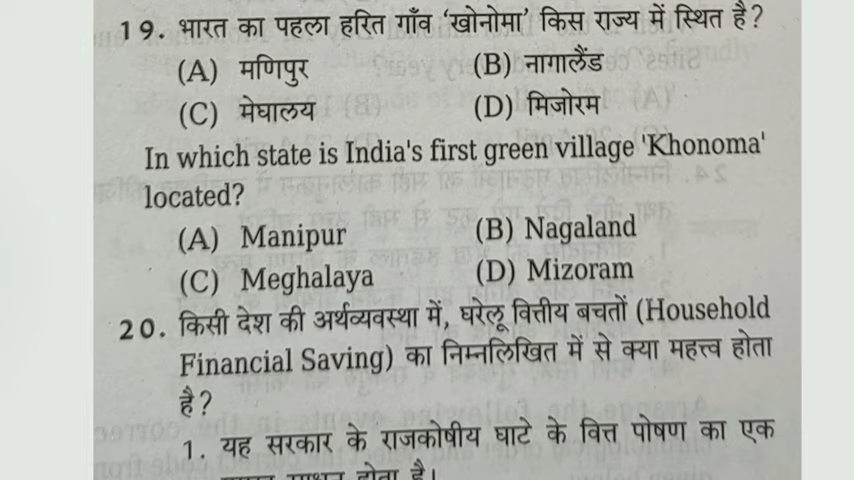 19. भारत का पहला हरित गाँव ‘खोनोमा’ किस राज्य में स्थित है?
(A) मणिपुर (B) नागालैंड
(C) मेघालय (D) मिजोरम
In which state is India's first green village 'Khonoma'
located?
(A) Manipur (B) Nagaland
(C) Meghalaya (D) Mizoram
20. किसी देश की अर्थव्यवस्था में, घरेलू वित्तीय बचतों (Household
Financial Saving) का निम्नलिखित में से क्या महत्त्व होता
है?
1. यह सरकार के राजकोषीय घाटे के वित्त पोषण का एक
होता है।